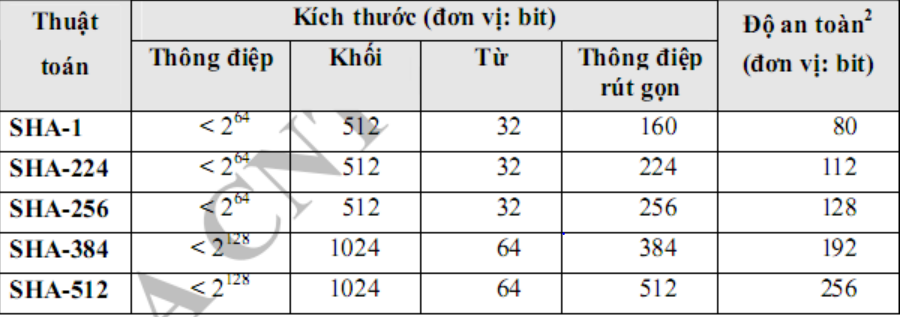 Thuật toán Kích thước (đơn vị: bit) Độ an toàn² (đơn vị: bit)
Thông điệp Khối Từ Thông điệp rút gọn
SHA-1 < 2^64 512 32 160 80
SHA-224 < 2^64 512 32 224 112
SHA-256 < 2^64 512 32 256 128
SHA-384 < 2^128 1024 64 384 192
SHA-512 < 2^128 1024 64 512 256
A CNT